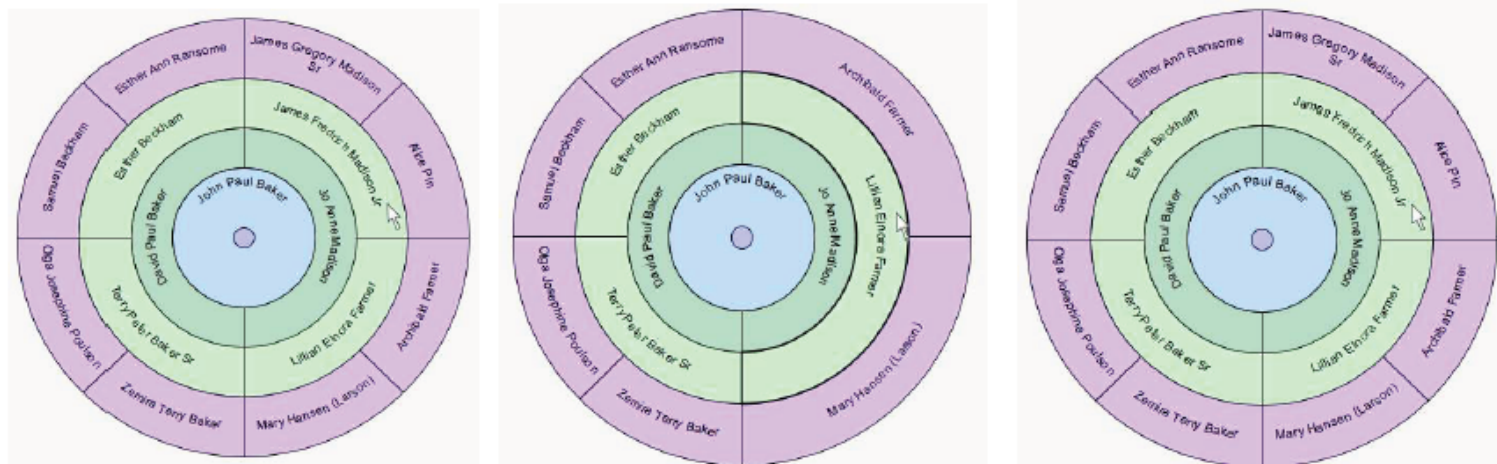 James Gregory Madison
Sr
Esther Ann Ransome
Samuel Beckham
Alice Pin
Esther Beckham
James Fredrich Madison Jr
David Paul Baker
John Paul Baker
Jo Anne Madison
Olga Josephine Poulson
Terry Peter Baker Sr
Lillian Elnora Farmer
Archibald Farmer
Zemira Terry Baker
Mary Hansen (Larson)
Esther Ann Ransome
Archibald Farmer
Samuel Beckham
Esther Beckham
David Paul Baker
John Paul Baker
Jo Anne Madison
Lillian Elnora Farmer
Olga Josephine Poulson
Terry Peter Baker Sr
Zemira Terry Baker
Mary Hansen (Larson)
James Gregory Madison
Sr
Esther Ann Ransome
Samuel Beckham
Alice Pin
Esther Beckham
James Fredrich Madison Jr
David Paul Baker
John Paul Baker
Jo Anne Madison
Olga Josephine Poulson
Terry Peter Baker Sr
Lillian Elnora Farmer
Archibald Farmer
Zemira Terry Baker
Mary Hansen (Larson)